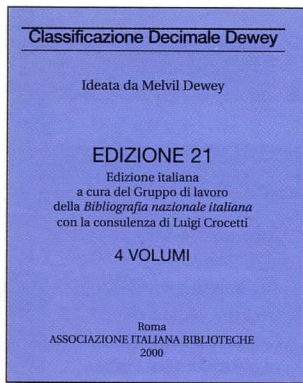 Classificazione Decimale Dewey
Ideata da Melvil Dewey
EDIZIONE 21
Edizione italiana
a cura del Gruppo di lavoro
della Bibliografia nazionale italiana
con la consulenza di Luigi Crocetti
4 VOLUMI
Roma
ASSOCIAZIONE ITALIANA BIBLIOTECHE
2000